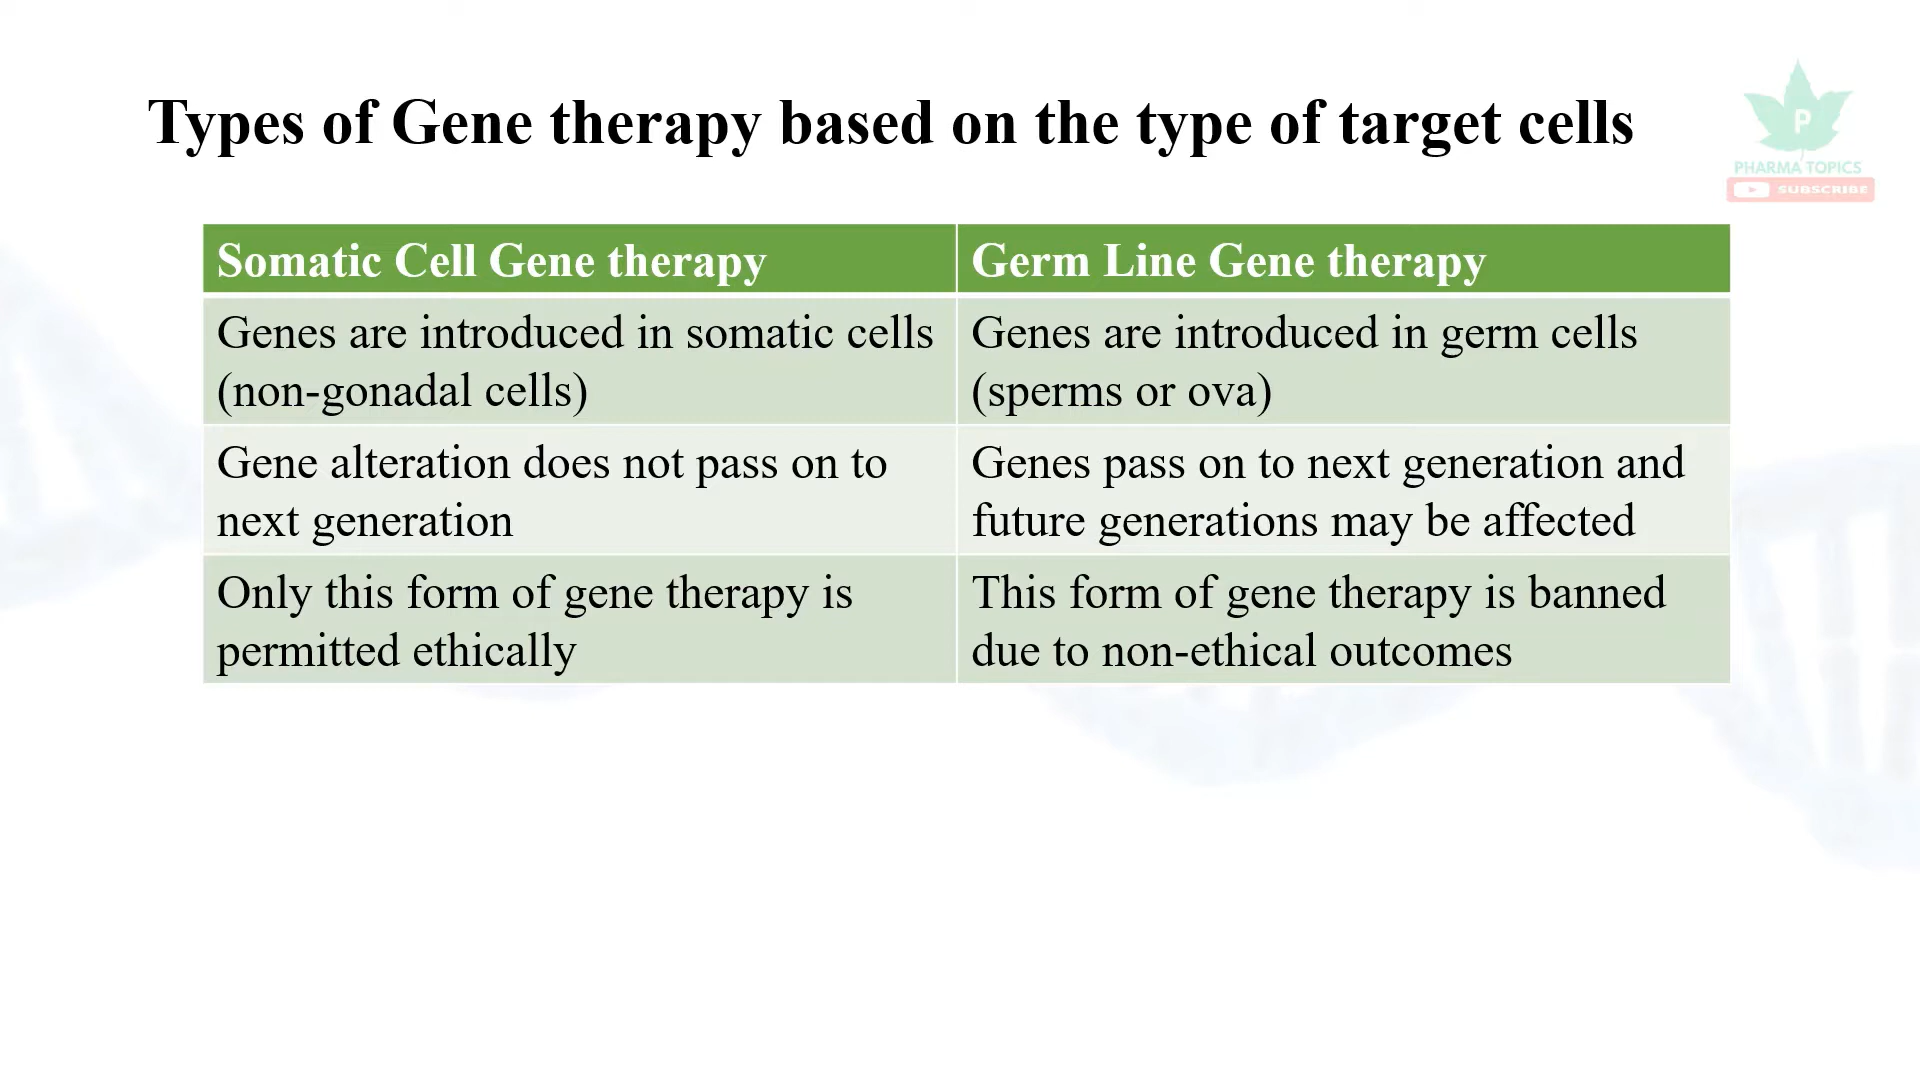 Types of Gene therapy based on the type of target cells
P
PHARMA TOPICS
SUBSCRIBE
Somatic Cell Gene therapy
Germ Line Gene therapy
Genes are introduced in somatic cells
(non-gonadal cells)
Genes are introduced in germ cells
(sperms or ova)
Gene alteration does not pass on to
next generation
Genes pass on to next generation and
future generations may be affected
Only this form of gene therapy is
permitted ethically
This form of gene therapy is banned
due to non-ethical outcomes